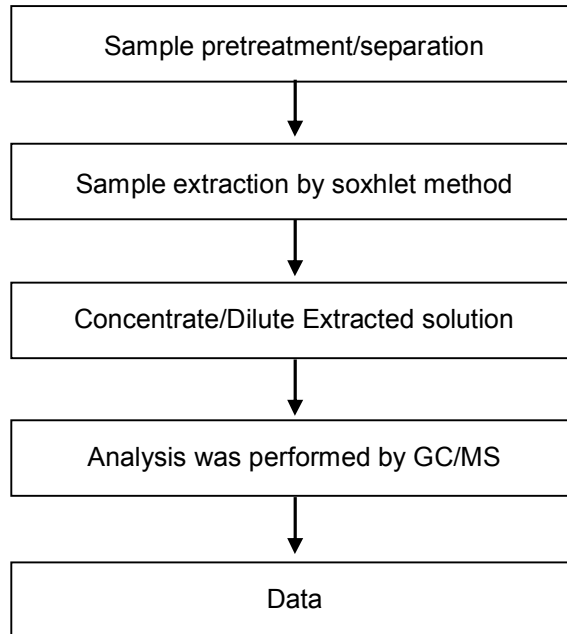 Sample pretreatment/separation
Sample extraction by soxhlet method
Concentrate/Dilute Extracted solution
Analysis was performed by GC/MS
Data